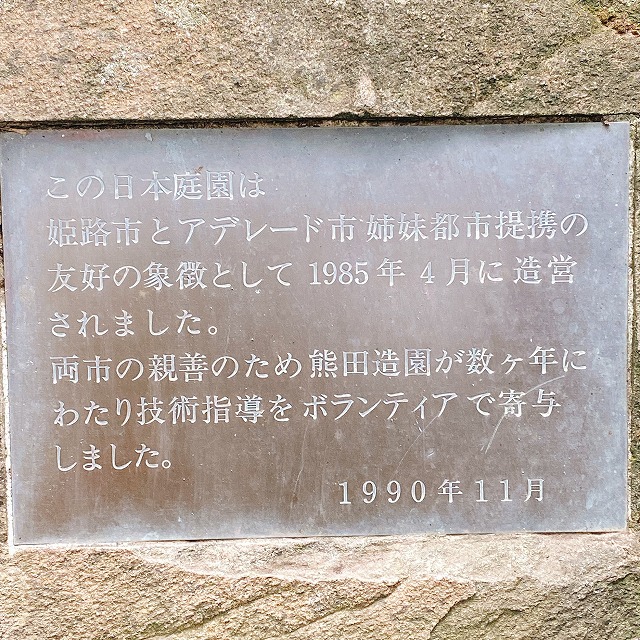 この日本庭園は
姫路市とアデレード市姉妹都市提携の
友好の象徴として1985年4月に造営
されました。
両市の親善のため熊田造園が数ヶ年に
わたり技術指導をボランティアで寄与
しました。
1990年11月